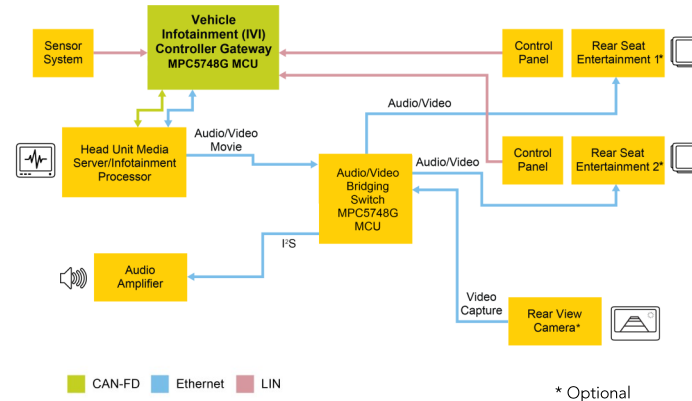 Vehicle
Infotainment (IVI)
Controller Gateway
MPC5748G MCU
Sensor
System
Control
Panel
Rear Seat
Entertainment 1*
Audio/Video
Head Unit Media
Server/Infotainment
Processor
Audio/Video
Movie
Audio/Video
Bridging
Switch
MPC5748G
MCU
Audio/Video
Control
Panel
Rear Seat
Entertainment 2*
I²S
Audio
Amplifier
Video
Capture
Rear View
Camera*
CAN-FD
Ethernet
LIN
* Optional